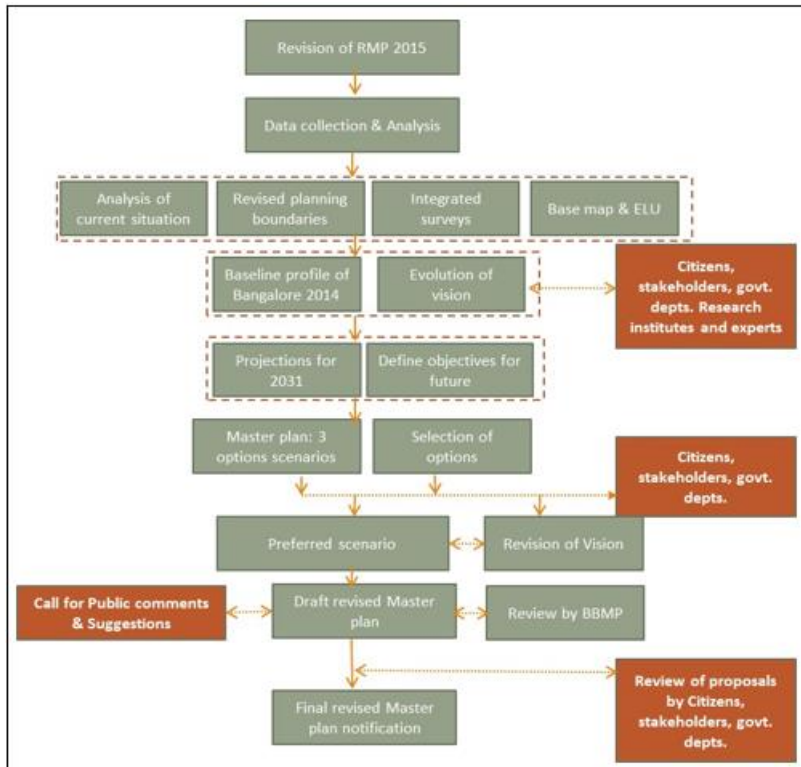 Revision of RMP 2015
Data collection & Analysis
Analysis of
current situation
Revised planning
boundaries
Integrated
surveys
Base map & ELU
Baseline profile of
Bangalore 2014
Evolution of
vision
Citizens,
stakeholders, govt.
depts. Research
institutes and experts
Projections for
2031
Define objectives for
future
Master plan: 3
options scenarios
Selection of
options
Citizens,
stakeholders, govt.
depts.
Preferred scenario
Revision of Vision
Call for Public comments
& Suggestions
Draft revised Master
plan
Review by BBMP
Final revised Master
plan notification
Review of proposals
by Citizens,
stakeholders, govt.
depts.